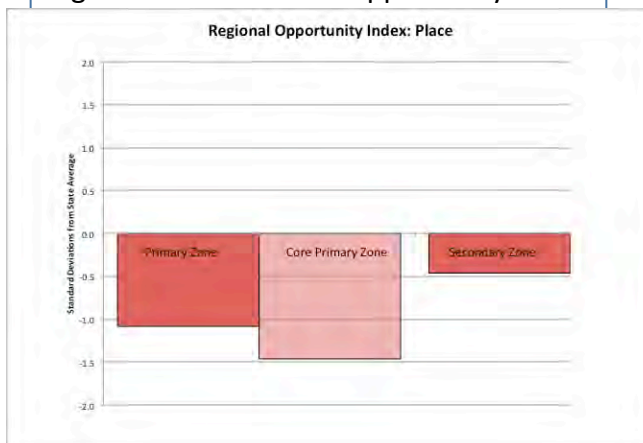 Regional Opportunity Index: Place
Standard Deviations from State Average
2.0
1.5
1.0
0.5
0.0
-0.5
-1.0
-1.5
-2.0
Primary Zone
Core Primary Zone
Secondary Zone